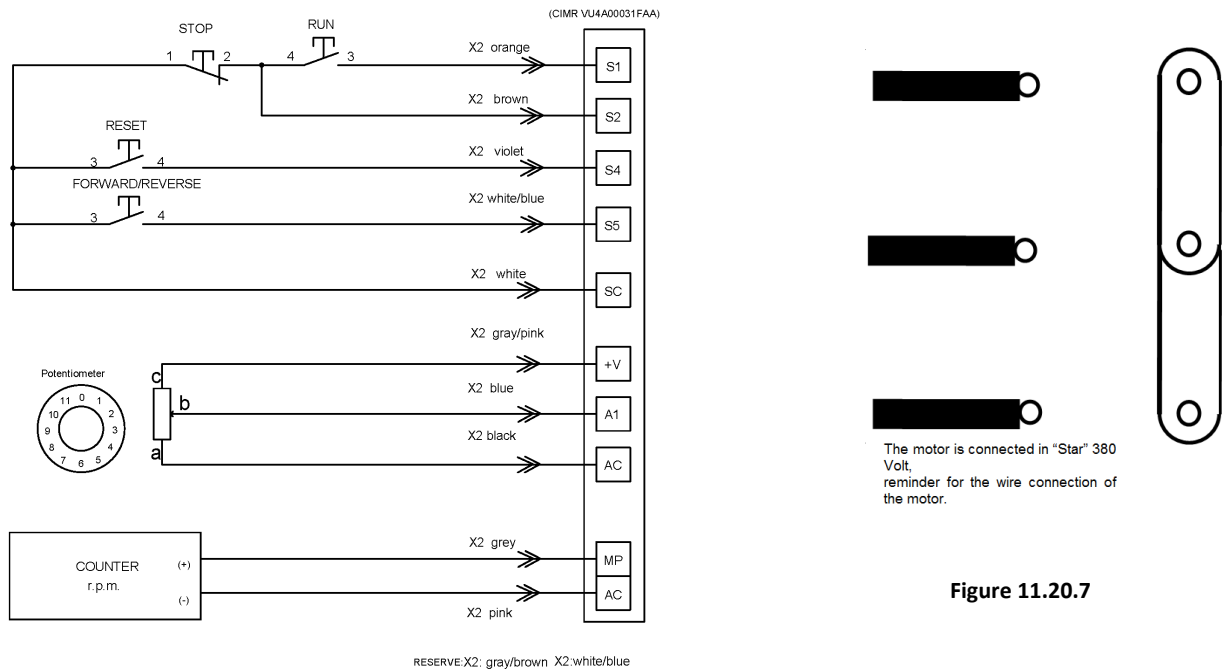 (CIMR VU4A00031FAA)
STOP
RUN
1
2
4
3
X2 orange
S1
X2 brown
S2
RESET
3
4
X2 violet
S4
FORWARD/REVERSE
3
4
X2 white/blue
S5
X2 white
SC
X2 gray/pink
+V
Potentiometer
0
1
2
3
4
5
6
7
8
9
10
11
c
b
a
X2 blue
A1
X2 black
AC
COUNTER
r.p.m.
(+)
(-)
X2 grey
MP
AC
X2 pink
RESERVE:X2: gray/brown X2:white/blue
The motor is connected in “Star” 380
Volt,
reminder for the wire connection of
the motor.
Figure 11.20.7